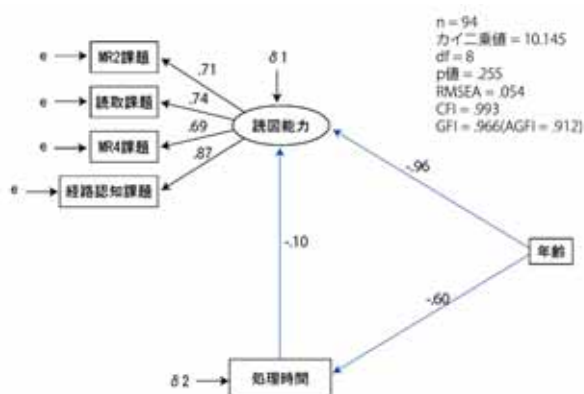 n = 94
カイ二乗値 = 10.145
df = 8
p値 = .255
RMSEA = .054
CFI = .993
GFI = .966(AGFI = .912)
δ1
e
MR2課題
.71
e
読取課題
.74
読図能力
e
MR4課題
.69
.87
e
経路認知課題
-.96
-.10
年齢
-.60
δ2
処理時間